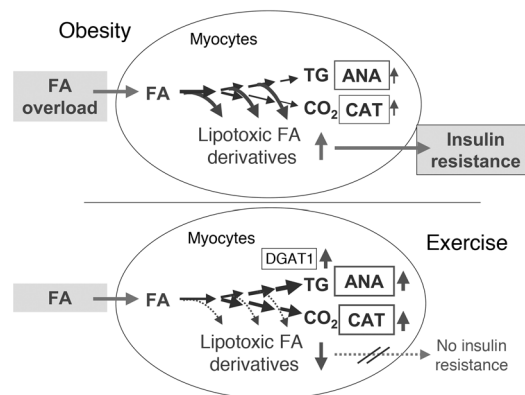 Obesity
Myocytes
FA overload
FA
TG ANA
CO2 CAT
Lipotoxic FA
derivatives
Insulin
resistance
Exercise
Myocytes
DGAT1
FA
FA
TG ANA
CO2 CAT
Lipotoxic FA
derivatives
No insulin
resistance